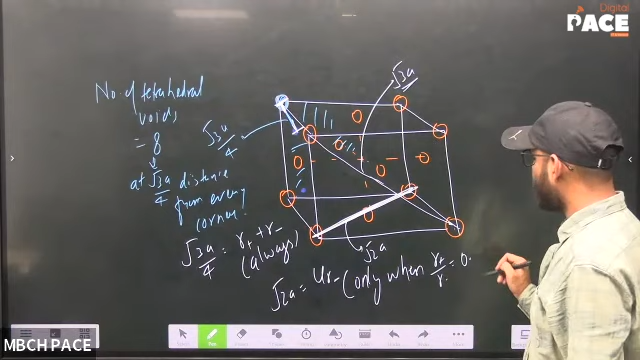 Digital
PACE
No. of tetrahedral
voids
= 8
at √3a/4 distance
from every
corner.
√3a/4
√3a
√3a/4 = r+ + r-
(always)
√2a
√2a = 4r- (only when r+/r- = 0.
MBCH PACE